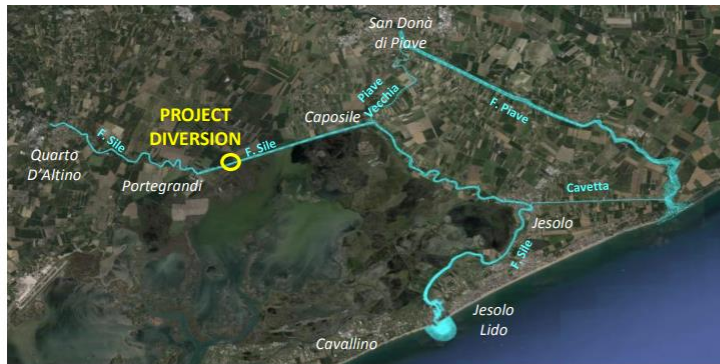 San Donà
di Piave
Piave
Vecchia
F. Piave
PROJECT
DIVERSION
Caposile
F. Sile
F. Sile
Quarto
D'Altino
Portegrandi
Cavetta
Jesolo
F. Sile
Jesolo
Lido
Cavallino